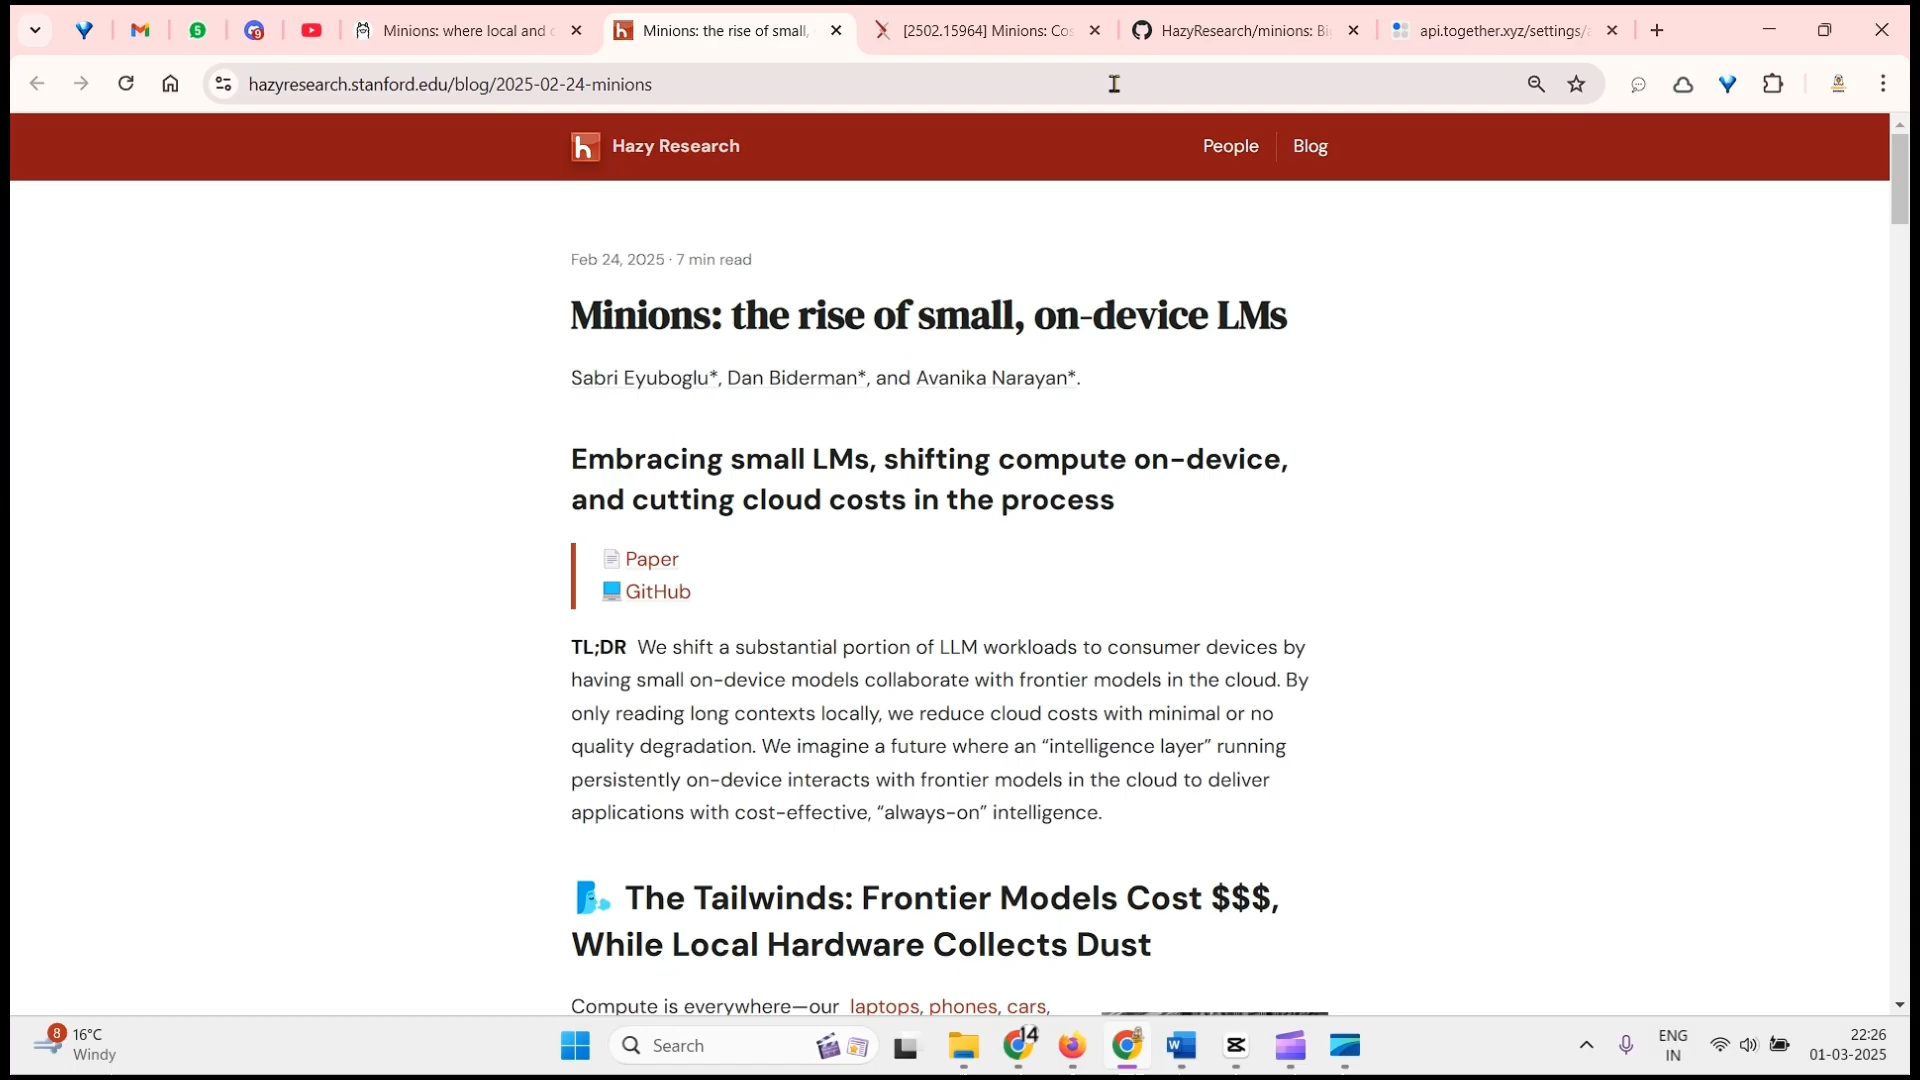 Minions: where local and c
Minions: the rise of small,
[2502.15964] Minions: Cos
HazyResearch/minions: Bi
api.together.xyz/settings/a
hazyresearch.stanford.edu/blog/2025-02-24-minions
Hazy Research
People
Blog
Feb 24, 2025 · 7 min read
Minions: the rise of small, on-device LMs
Sabri Eyuboglu*, Dan Biderman*, and Avanika Narayan*.
Embracing small LMs, shifting compute on-device,
and cutting cloud costs in the process
Paper
GitHub
TL;DR We shift a substantial portion of LLM workloads to consumer devices by
having small on-device models collaborate with frontier models in the cloud. By
only reading long contexts locally, we reduce cloud costs with minimal or no
quality degradation. We imagine a future where an “intelligence layer” running
persistently on-device interacts with frontier models in the cloud to deliver
applications with cost-effective, “always-on” intelligence.
The Tailwinds: Frontier Models Cost $$$,
While Local Hardware Collects Dust
Compute is everywhere—our laptops, phones, cars,
8
16°C
Windy
Search
14
ENG
IN
22:26
01-03-2025